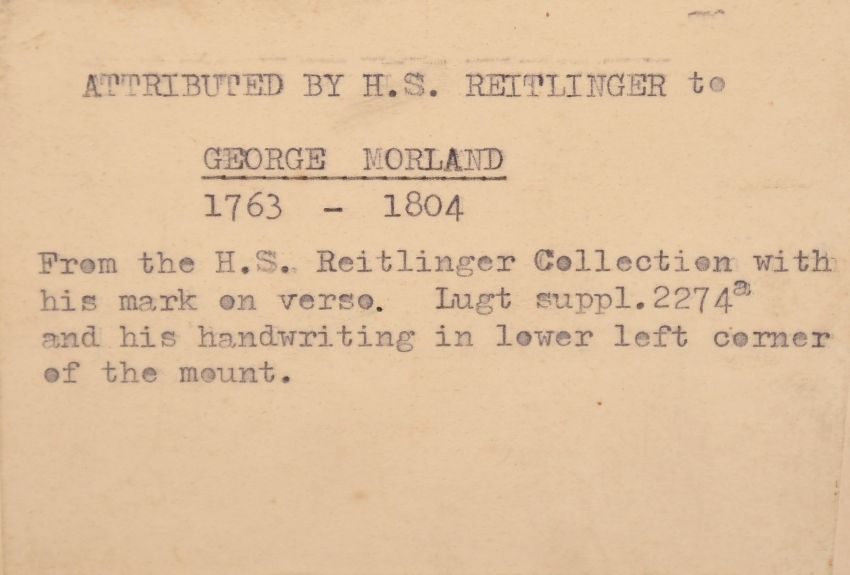 ATTRIBUTED BY H.S. REITLINGER to
GEORGE MORLAND
1763 - 1804
From the H.S. Reitlinger Collection with
his mark on verso. Lugt suppl.2274ª
and his handwriting in lower left corner
of the mount.